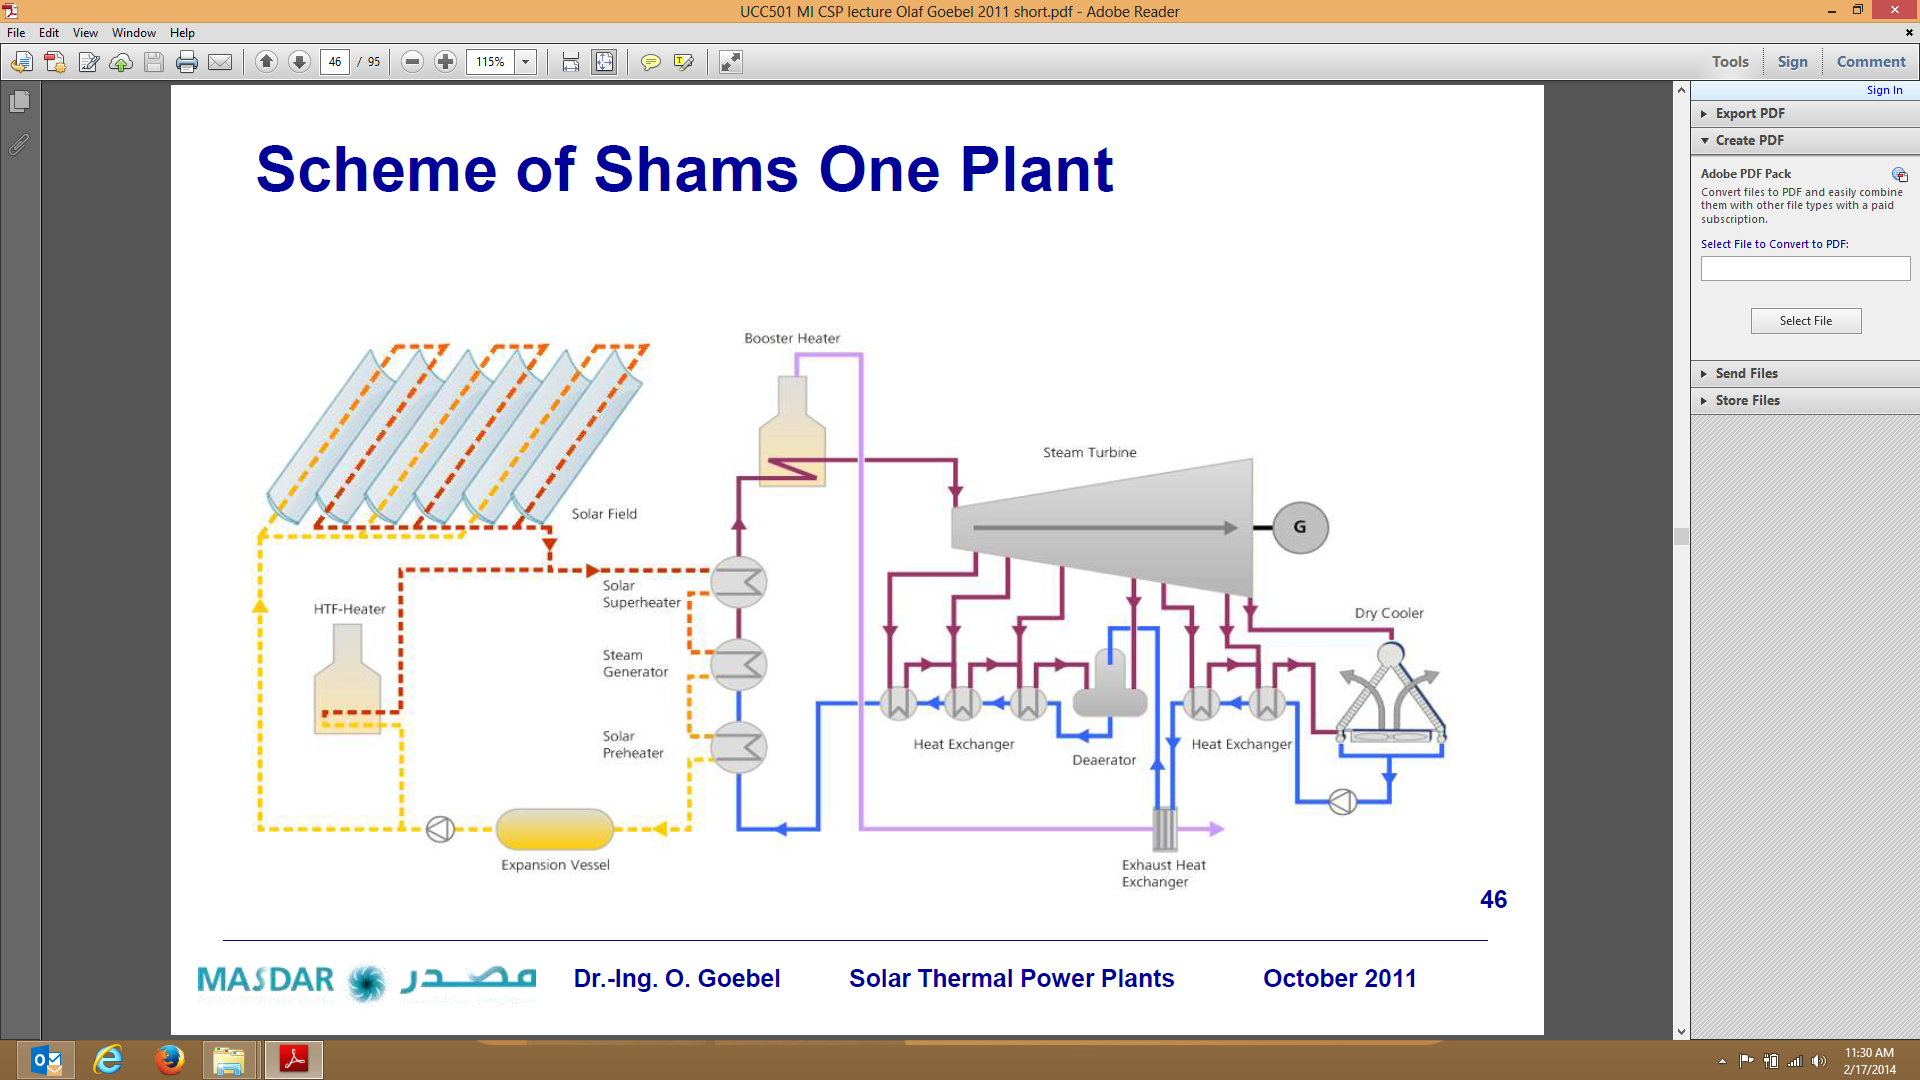 UCC501 MI CSP lecture Olaf Goebel 2011 short.pdf - Adobe Reader
File Edit View Window Help
46 / 95 115%
Tools Sign Comment
Sign In
Export PDF
Create PDF
Adobe PDF Pack
Convert files to PDF and easily combine
them with other file types with a paid
subscription.
Select File to Convert to PDF:
Select File
Send Files
Store Files
Scheme of Shams One Plant
Booster Heater
Steam Turbine
G
Solar Field
Solar
Superheater
HTF-Heater
Dry Cooler
Steam
Generator
Solar
Preheater
Heat Exchanger
Deaerator
Heat Exchanger
Expansion Vessel
Exhaust Heat
Exchanger
46
MASDAR مصدر
Dr.-Ing. O. Goebel Solar Thermal Power Plants October 2011
11:30 AM
2/17/2014